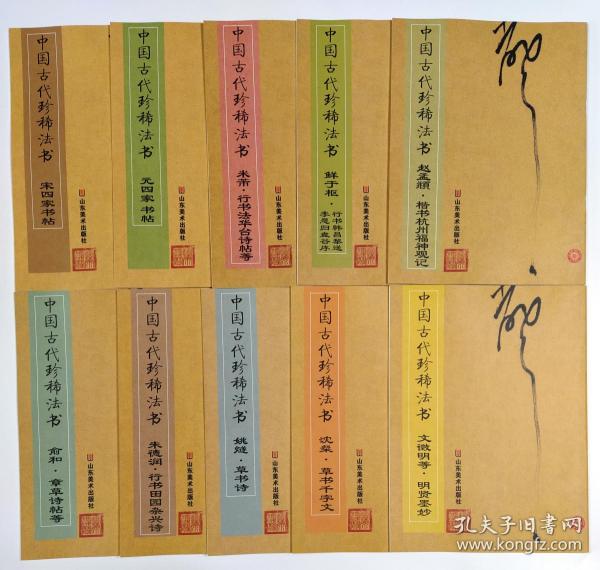 中国古代珍稀法书
宋四家书帖
山东美术出版社
中国古代珍稀法书
元四家书帖
山东美术出版社
中国古代珍稀法书
米芾·行书法华台诗帖等
山东美术出版社
中国古代珍稀法书
鲜于枢·行书韩昌黎送
李愿归盘谷序
山东美术出版社
中国古代珍稀法书
赵孟頫·楷书杭州福神观记
山东美术出版社
中国古代珍稀法书
俞和·章草诗帖等
山东美术出版社
中国古代珍稀法书
朱德润·行书田园杂兴诗
山东美术出版社
中国古代珍稀法书
姚绶·草书诗
山东美术出版社
中国古代珍稀法书
沈粲·草书千字文
山东美术出版社
中国古代珍稀法书
文徵明等·明贤墨妙
山东美术出版社
孔夫子旧书网
www.kongfz.com